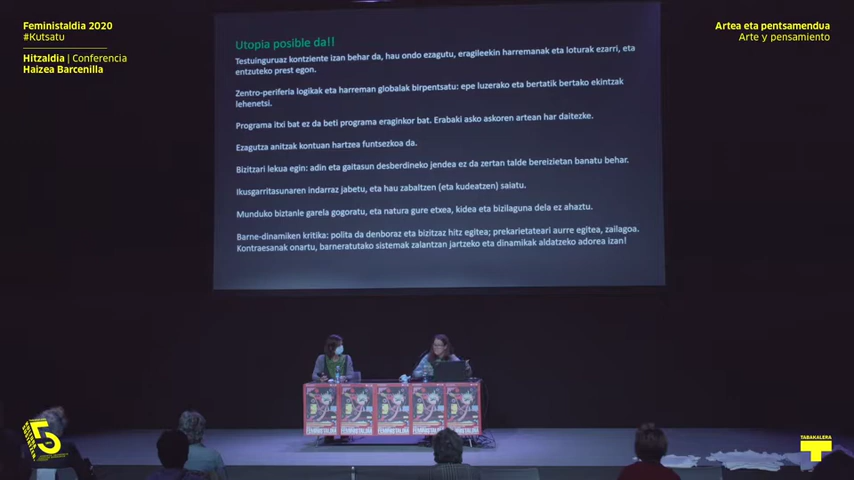 Feministaldia 2020
#Kutsatu
Hitzaldia | Conferencia
Haizea Barcenilla
Artea eta pentsamendua
Arte y pensamiento
Utopia posible da!!
Testuinguruaz kontziente izan behar da, hau ondo ezagutu, eragileekin harremanak eta loturak ezarri, eta
entzuteko prest egon.
Zentro-periferia logikak eta harreman globalak birpentsatu: epe luzerako eta bertatik bertako ekintzak
lehenetsi.
Programa itxi bat ez da beti programa eraginkor bat. Erabaki asko askoren artean har daitezke.
Ezagutza anitzak kontuan hartzea funtsezkoa da.
Bizitzari lekua egin: adin eta gaitasun desberdineko jendea ez da zertan talde bereizietan banatu behar.
Ikusgarritasunaren indarraz jabetu, eta hau zabaltzen (eta kudeatzen) saiatu.
Munduko biztanle garela gogoratu, eta natura gure etxea, kidea eta bizilaguna dela ez ahaztu.
Barne-dinamiken kritika: polita da denboraz eta bizitzaz hitz egitea; prekarietateari aurre egitea, zailagoa.
Kontraesanak onartu, barneratutako sistemak zalantzan jartzeko eta dinamikak aldatzeko adorea izan!
TABAKALERA